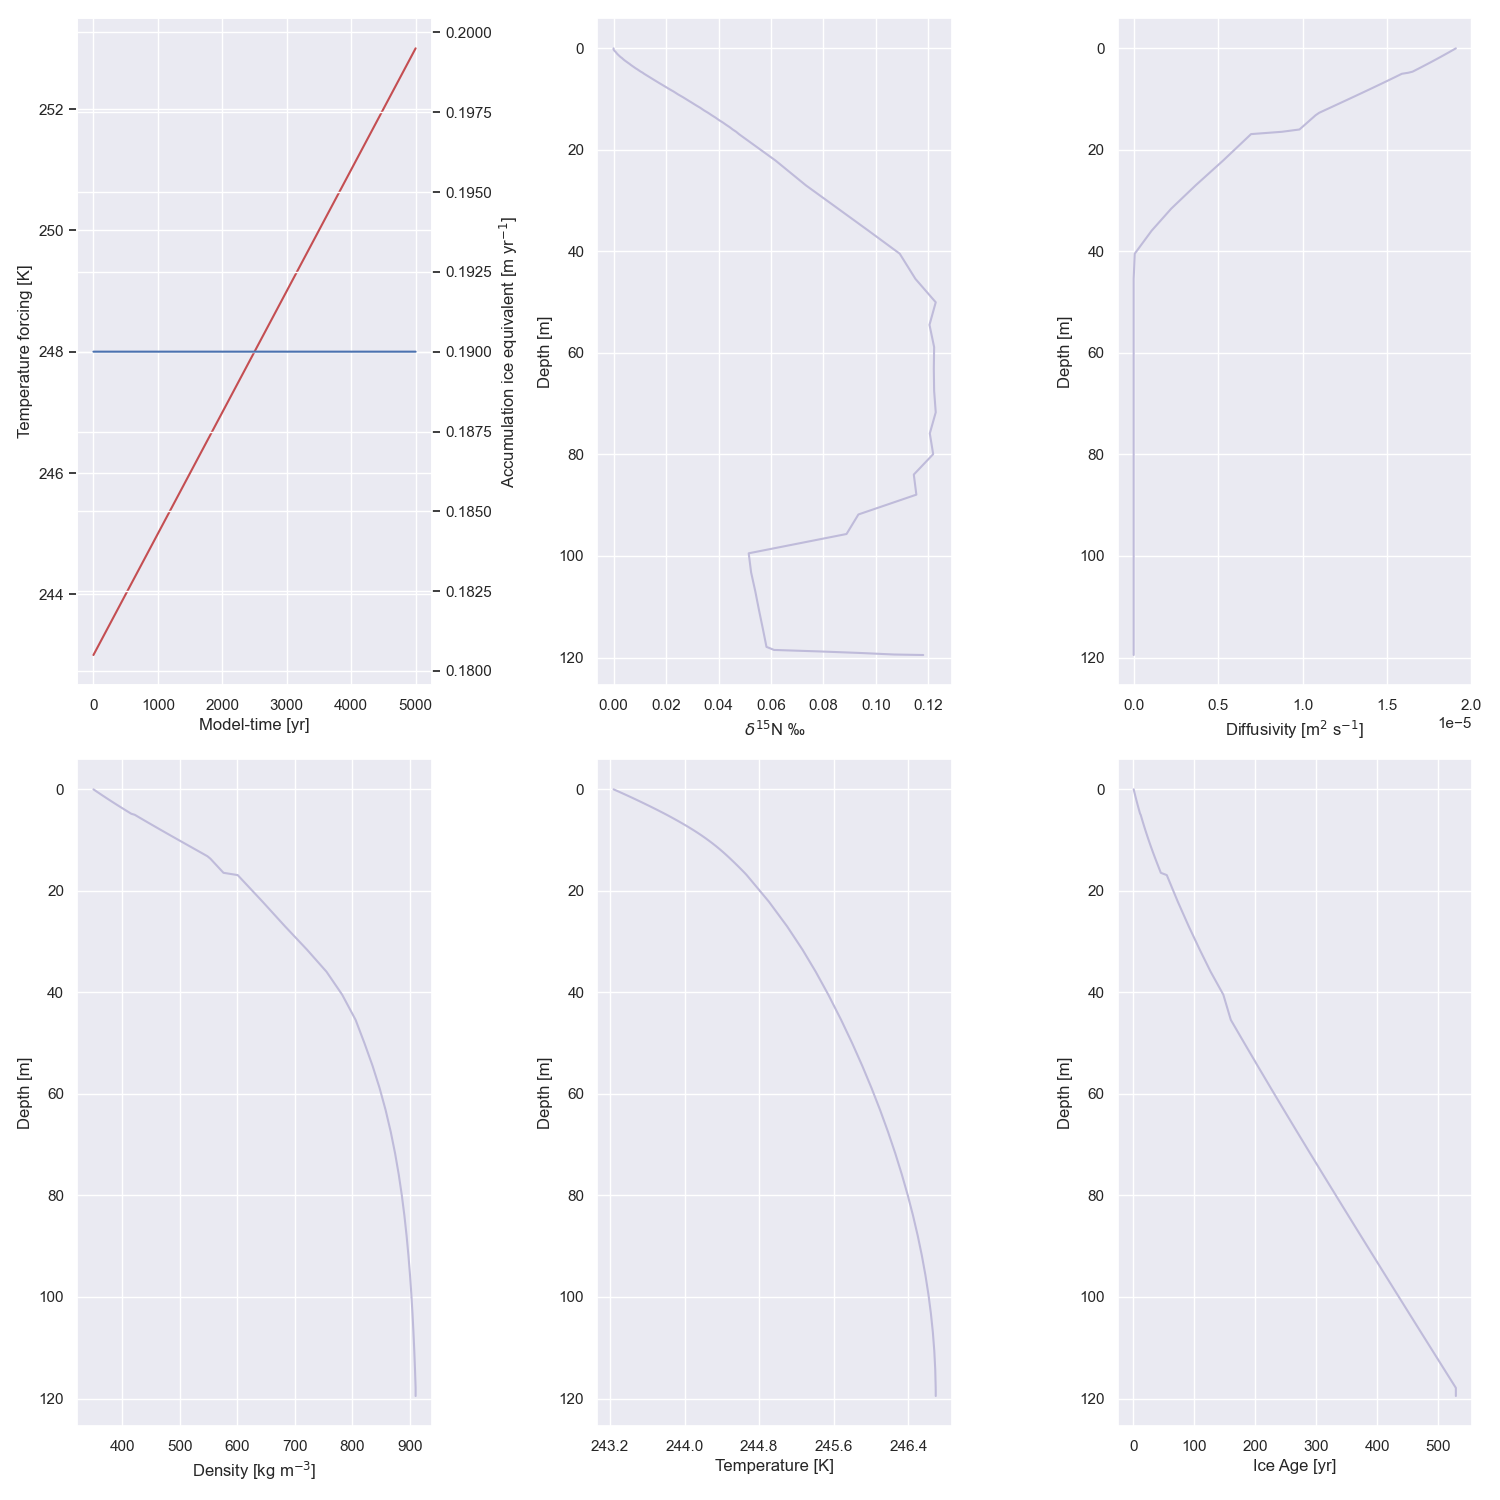 252
250
248
246
244
Temperature forcing [K]
0 1000 2000 3000 4000 5000
Model-time [yr]
0.2000
0.1975
0.1950
0.1925
0.1900
0.1875
0.1850
0.1825
0.1800
Accumulation ice equivalent [m yr⁻¹]
0
20
40
60
80
100
120
Depth [m]
0.00 0.02 0.04 0.06 0.08 0.10 0.12
δ¹⁵N ‰
0
20
40
60
80
100
120
Depth [m]
0.0 0.5 1.0 1.5 2.0
1e−5
Diffusivity [m² s⁻¹]
0
20
40
60
80
100
120
Depth [m]
400 500 600 700 800 900
Density [kg m⁻³]
0
20
40
60
80
100
120
Depth [m]
243.2 244.0 244.8 245.6 246.4
Temperature [K]
0
20
40
60
80
100
120
Depth [m]
0 100 200 300 400 500
Ice Age [yr]